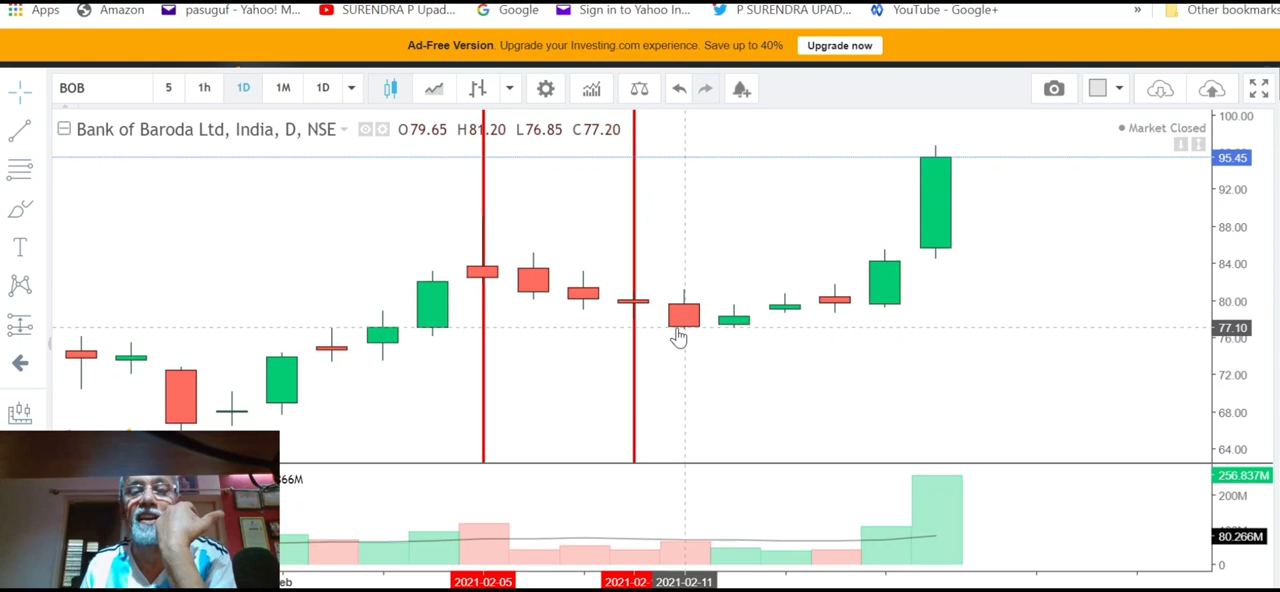 Apps Amazon pasuguf - Yahoo! M... SURENDRA P Upad... Google Sign in to Yahoo In... P SURENDRA UPAD... YouTube - Google+ » Other bookmarks
Ad-Free Version. Upgrade your Investing.com experience. Save up to 40% Upgrade now
BOB 5 1h 1D 1M 1D
Bank of Baroda Ltd, India, D, NSE O79.65 H81.20 L76.85 C77.20
Market Closed
100.00
95.45
92.00
88.00
84.00
80.00
77.10
76.00
72.00
68.00
64.00
66M
256.837M
200M
80.266M
0
eb 2021-02-05 2021-02- 2021-02-11